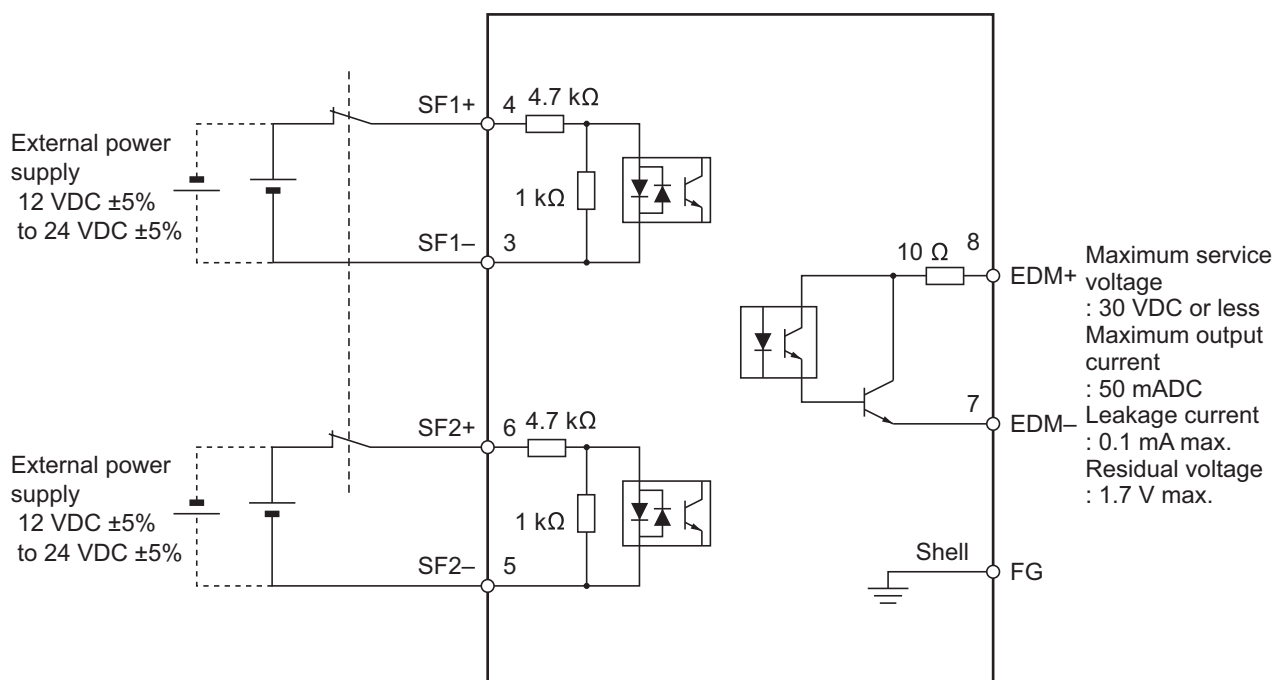 External power
supply
12 VDC ±5%
to 24 VDC ±5%
SF1+
4
4.7 kΩ
1 kΩ
SF1–
3
External power
supply
12 VDC ±5%
to 24 VDC ±5%
SF2+
6
4.7 kΩ
1 kΩ
SF2–
5
10 Ω
8
EDM+
7
EDM–
Maximum service
voltage
: 30 VDC or less
Maximum output
current
: 50 mADC
Leakage current
: 0.1 mA max.
Residual voltage
: 1.7 V max.
Shell
FG